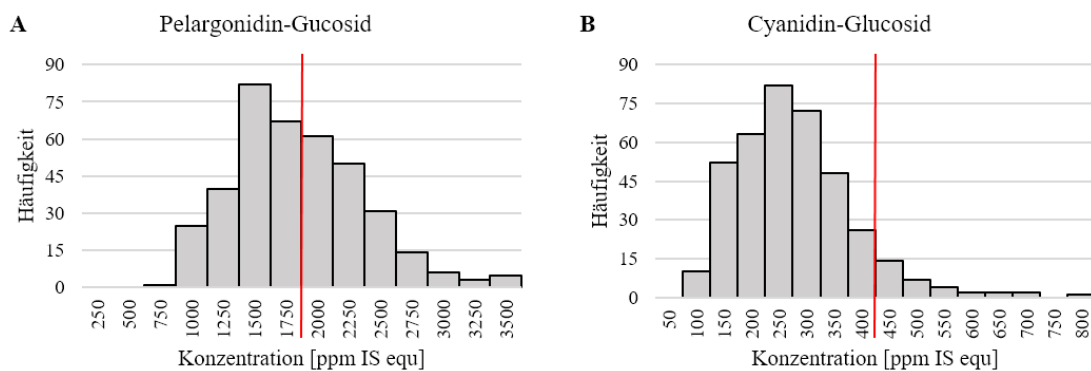 A Pelargonidin-Gucosid
90
75
60
45
30
15
0
Häufigkeit
250 500 750 1000 1250 1500 1750 2000 2250 2500 2750 3000 3250 3500
Konzentration [ppm IS equ]
B Cyanidin-Glucosid
90
75
60
45
30
15
0
Häufigkeit
50 100 150 200 250 300 350 400 450 500 550 600 650 700 750 800
Konzentration [ppm IS equ]